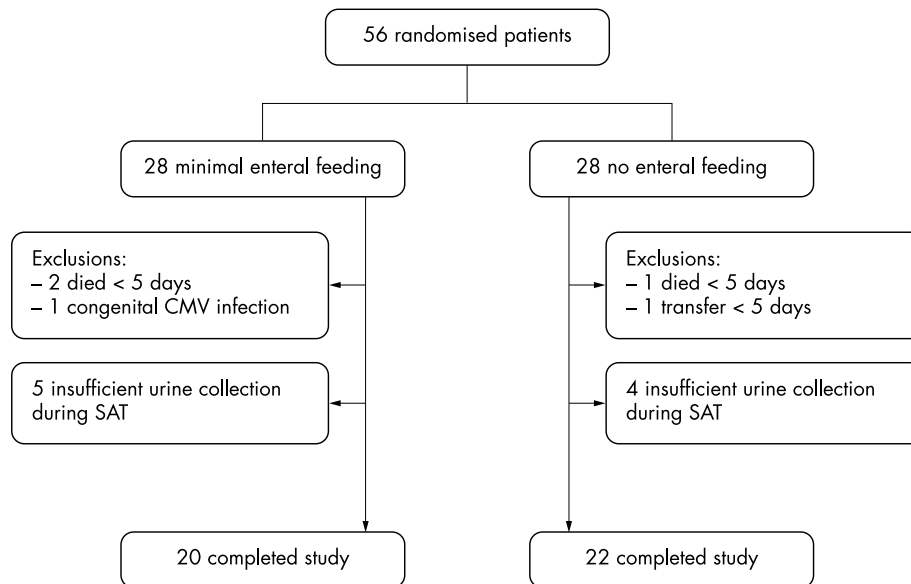 56 randomised patients
28 minimal enteral feeding
28 no enteral feeding
Exclusions:
– 2 died < 5 days
– 1 congenital CMV infection
Exclusions:
– 1 died < 5 days
– 1 transfer < 5 days
5 insufficient urine collection
during SAT
4 insufficient urine collection
during SAT
20 completed study
22 completed study